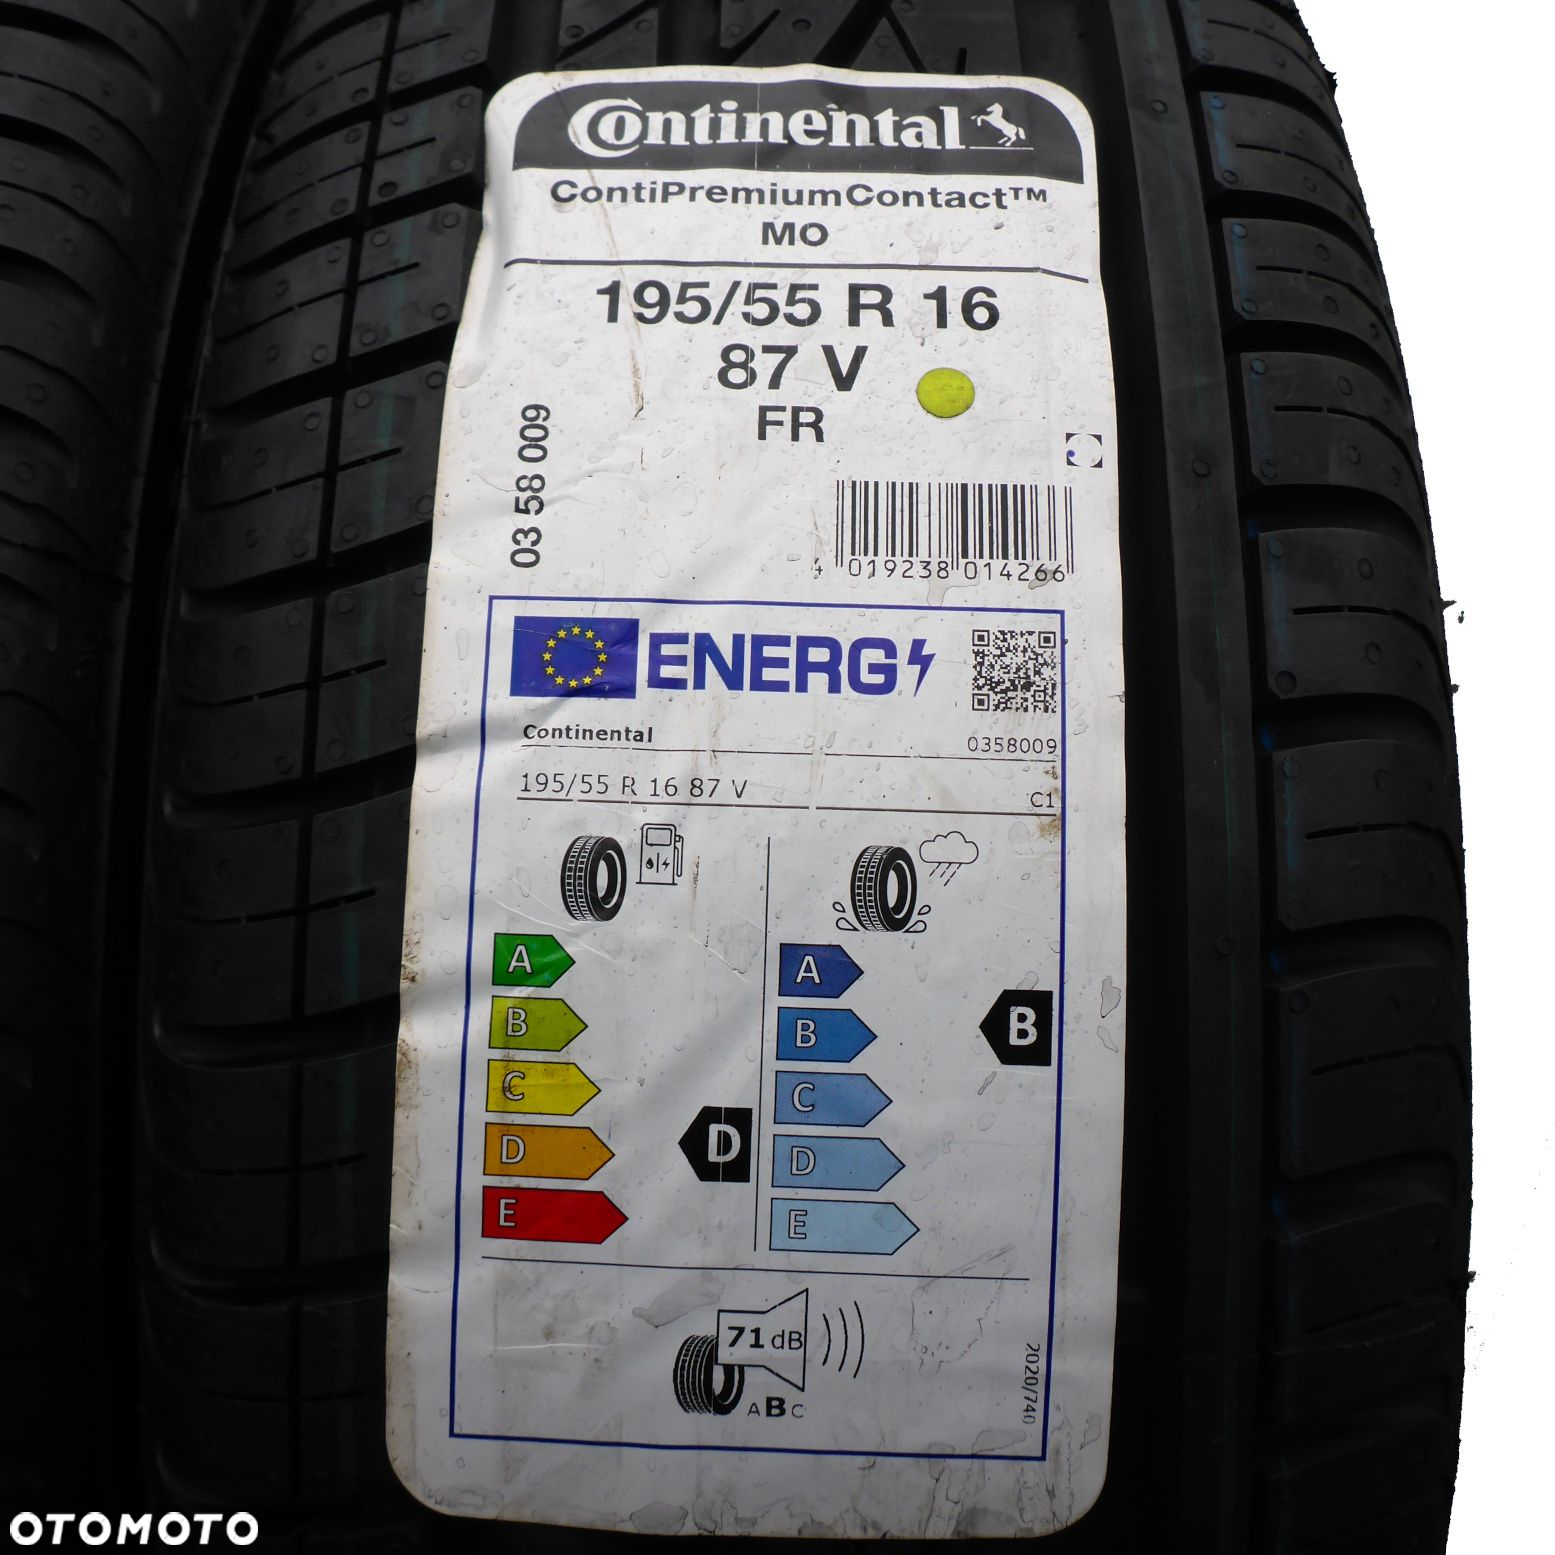 Continental
ContiPremiumContact™
MO
195/55 R 16
87 V
FR
03 58 009
4 019238 014266
ENERG
Continental
0358009
195/55 R 16 87 V
C1
A
B
C
D
E
D
A
B
C
D
E
B
71 dB
ABC
2020/740
OTOMOTO